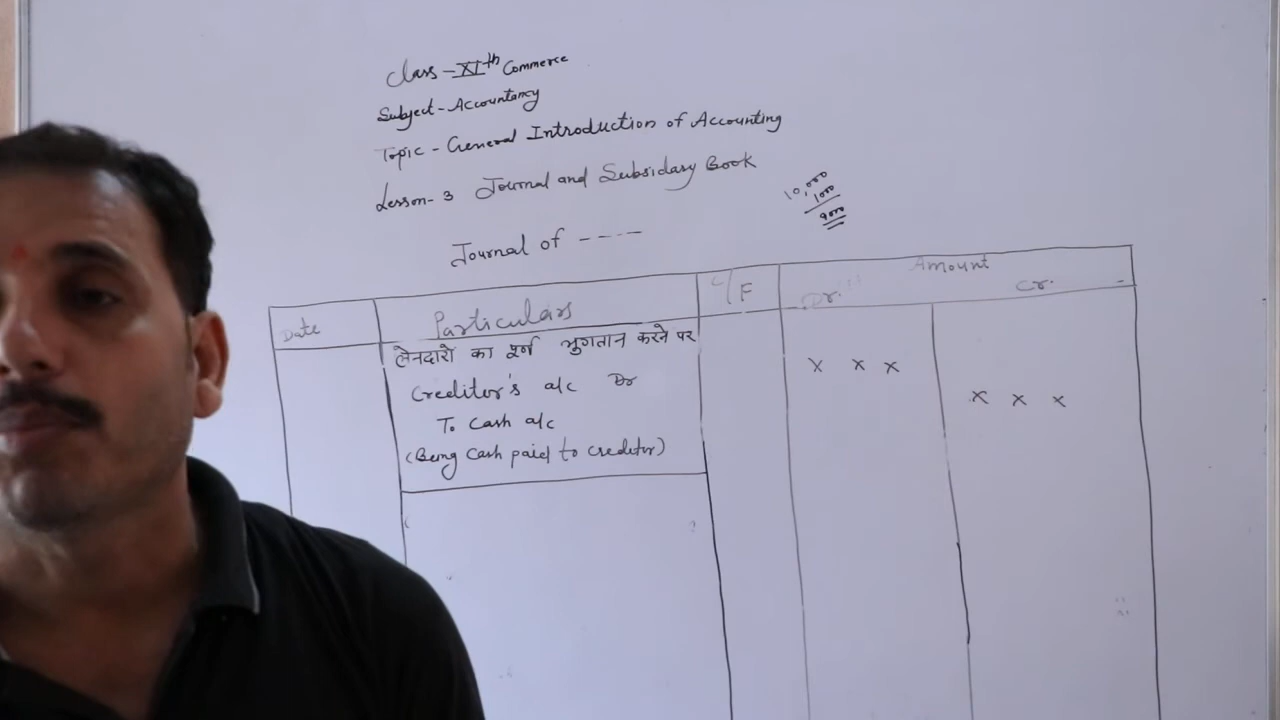 Class - XIth Commerce
Subject - Accountancy
Topic - General Introduction of Accounting
Lesson - 3 Journal and Subsidary Book
10,000
1000
9000
Journal of - - - -
Date Particulars L/F Amount
Dr. Cr.
लेनदारो का पूर्ण भुगतान करने पर
Creditor's a/c Dr x x x
To Cash a/c x x x
(Being Cash paid to creditor)